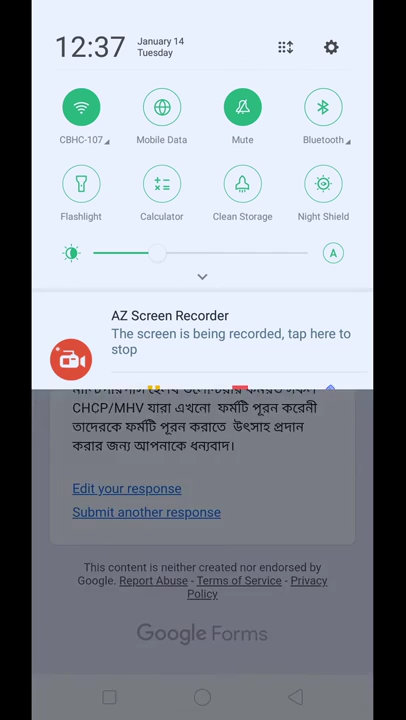 12:37
January 14
Tuesday
CBHC-107
Mobile Data
Mute
Bluetooth
Flashlight
Calculator
Clean Storage
Night Shield
A
AZ Screen Recorder
The screen is being recorded, tap here to
stop
CHCP/MHV যারা এখনো ফর্মটি পূরন করেনী
তাদেরকে ফর্মটি পূরন করাতে উৎসাহ প্রদান
করার জন্য আপনাকে ধন্যবাদ।
Edit your response
Submit another response
This content is neither created nor endorsed by
Google. Report Abuse - Terms of Service - Privacy
Policy
Google Forms